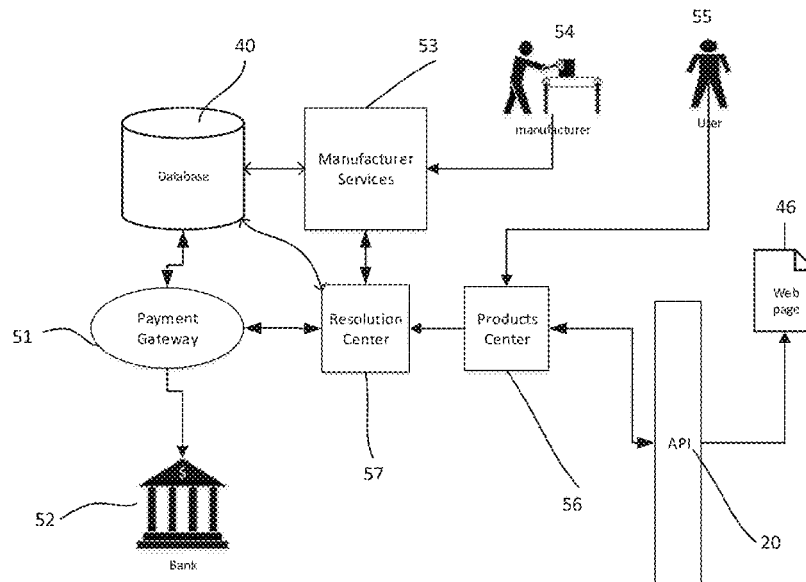 40
53
54
55
manufacturer
User
Database
Manufacturer
Services
46
Web
page
Payment
Gateway
Resolution
Center
Products
Center
51
API
57
56
52
20
Bank